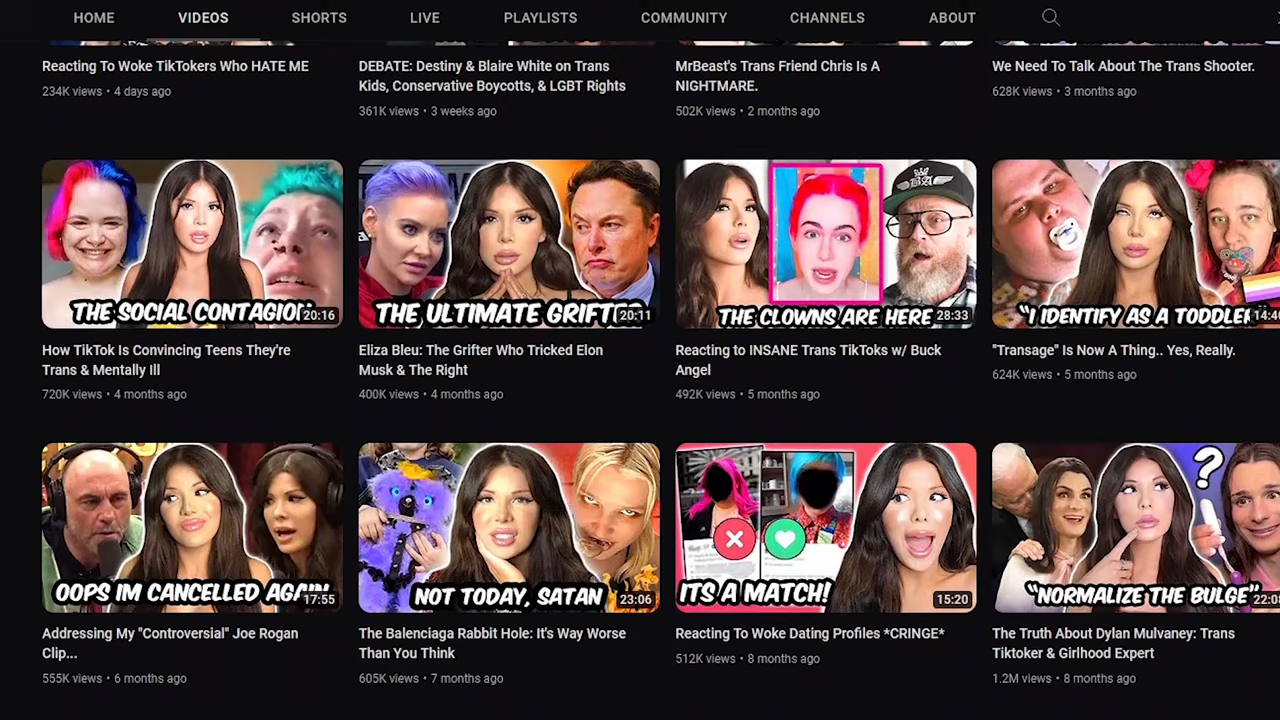 HOME VIDEOS SHORTS LIVE PLAYLISTS COMMUNITY CHANNELS ABOUT
Reacting To Woke TikTokers Who HATE ME
234K views • 4 days ago
DEBATE: Destiny & Blaire White on Trans
Kids, Conservative Boycotts, & LGBT Rights
361K views • 3 weeks ago
MrBeast's Trans Friend Chris Is A
NIGHTMARE.
502K views • 2 months ago
We Need To Talk About The Trans Shooter.
628K views • 3 months ago
THE SOCIAL CONTAGION
20:16
How TikTok Is Convincing Teens They're
Trans & Mentally Ill
720K views • 4 months ago
THE ULTIMATE GRIFT
20:11
Eliza Bleu: The Grifter Who Tricked Elon
Musk & The Right
400K views • 4 months ago
BA
THE CLOWNS ARE HERE
28:33
Reacting to INSANE Trans TikToks w/ Buck
Angel
492K views • 5 months ago
"I IDENTIFY AS A TODDLER
14:4
"Transage" Is Now A Thing.. Yes, Really.
624K views • 5 months ago
OOPS IM CANCELLED AGAIN
17:55
Addressing My "Controversial" Joe Rogan
Clip...
555K views • 6 months ago
NOT TODAY, SATAN
23:06
The Balenciaga Rabbit Hole: It's Way Worse
Than You Think
605K views • 7 months ago
ITS A MATCH!
15:20
Reacting To Woke Dating Profiles *CRINGE*
512K views • 8 months ago
?
"NORMALIZE THE BULGE"
22:0
The Truth About Dylan Mulvaney: Trans
Tiktoker & Girlhood Expert
1.2M views • 8 months ago